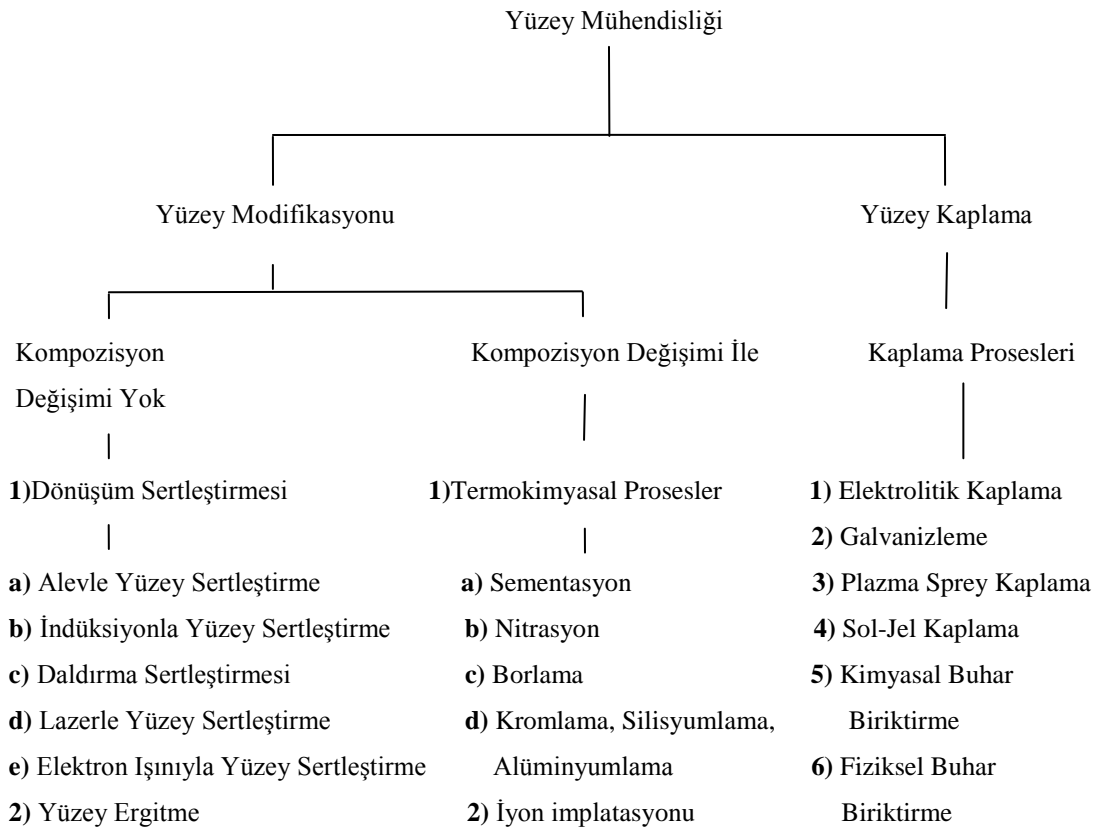 Yüzey Mühendisliği
Yüzey Modifikasyonu
Yüzey Kaplama
Kompozisyon
Değişimi Yok
Kompozisyon Değişimi İle
Kaplama Prosesleri
1)Dönüşüm Sertleştirmesi
a) Alevle Yüzey Sertleştirme
b) İndüksiyonla Yüzey Sertleştirme
c) Daldırma Sertleştirmesi
d) Lazerle Yüzey Sertleştirme
e) Elektron Işınıyla Yüzey Sertleştirme
2) Yüzey Ergitme
1)Termokimyasal Prosesler
a) Sementasyon
b) Nitrasyon
c) Borlama
d) Kromlama, Silisyumlama,
Alüminyumlama
2) İyon implatasyonu
1) Elektrolitik Kaplama
2) Galvanizleme
3) Plazma Sprey Kaplama
4) Sol-Jel Kaplama
5) Kimyasal Buhar
Biriktirme
6) Fiziksel Buhar
Biriktirme